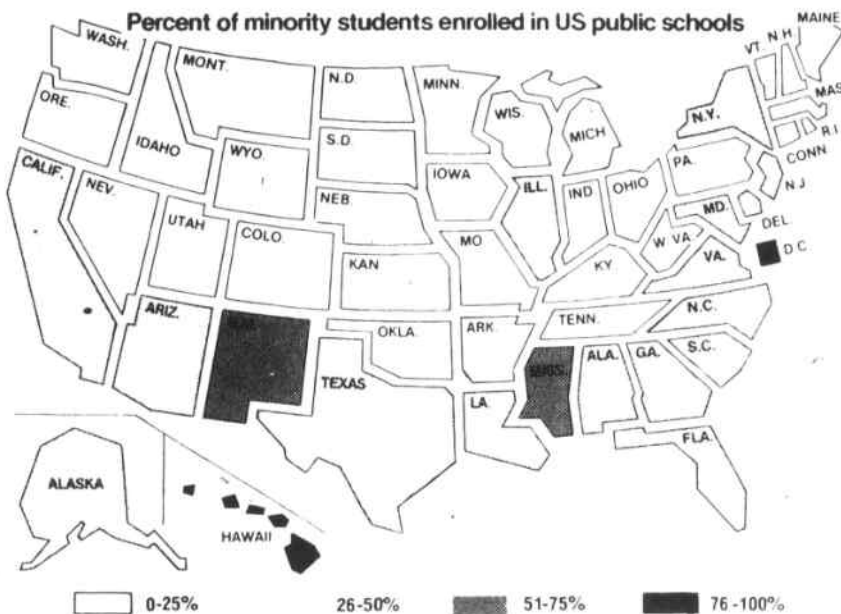 Percent of minority students enrolled in US public schools
WASH.
MONT.
N.D.
MINN.
VT.
N.H.
MAINE
ORE.
IDAHO
WYO.
S.D.
WIS.
MICH
N.Y.
MAS
R.I.
CONN
CALIF.
NEV.
UTAH
COLO.
NEB.
IOWA
ILL.
IND
OHIO
PA.
N.J
MD.
DEL
D.C.
KAN
MO
KY.
W VA.
VA.
ARIZ.
OKLA.
ARK.
TENN.
N.C.
S.C.
TEXAS
LA.
MISS.
ALA.
GA.
FLA.
ALASKA
HAWAII
0-25%
26-50%
51-75%
76-100%